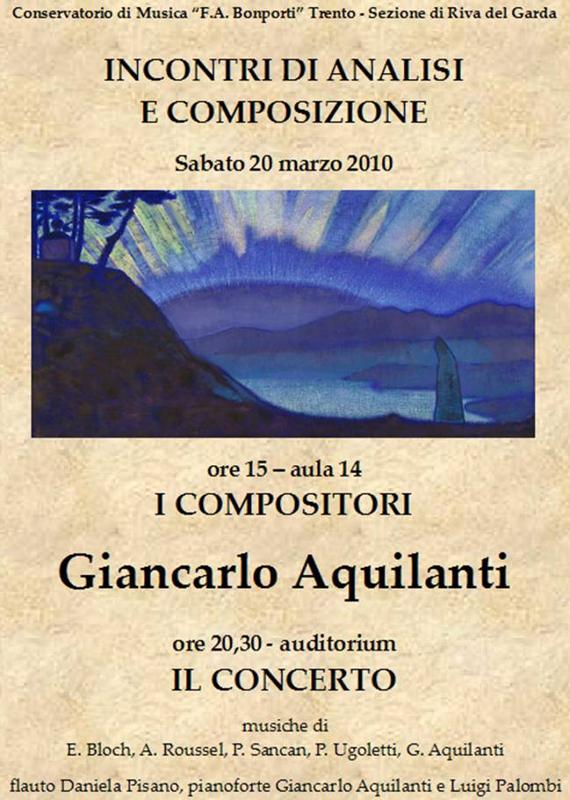 Conservatorio di Musica “F.A. Bonporti” Trento - Sezione di Riva del Garda
INCONTRI DI ANALISI
E COMPOSIZIONE
Sabato 20 marzo 2010
ore 15 – aula 14
I COMPOSITORI
Giancarlo Aquilanti
ore 20,30 - auditorium
IL CONCERTO
musiche di
E. Bloch, A. Roussel, P. Sancan, P. Ugoletti, G. Aquilanti
flauto Daniela Pisano, pianoforte Giancarlo Aquilanti e Luigi Palombi